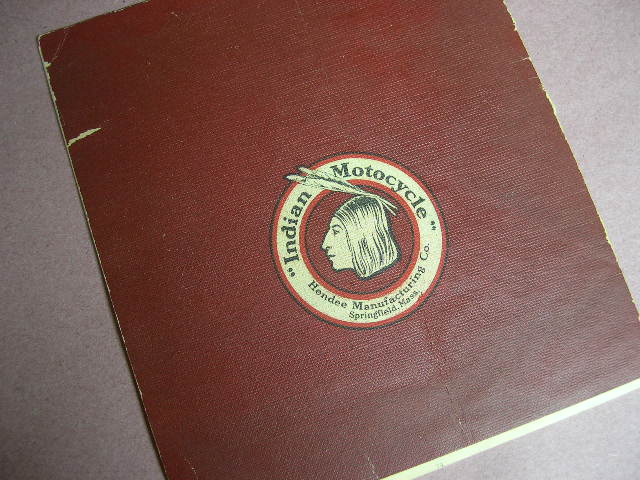 "Indian Motocycle"
Hendee Manufacturing Co.
Springfield, Mass.